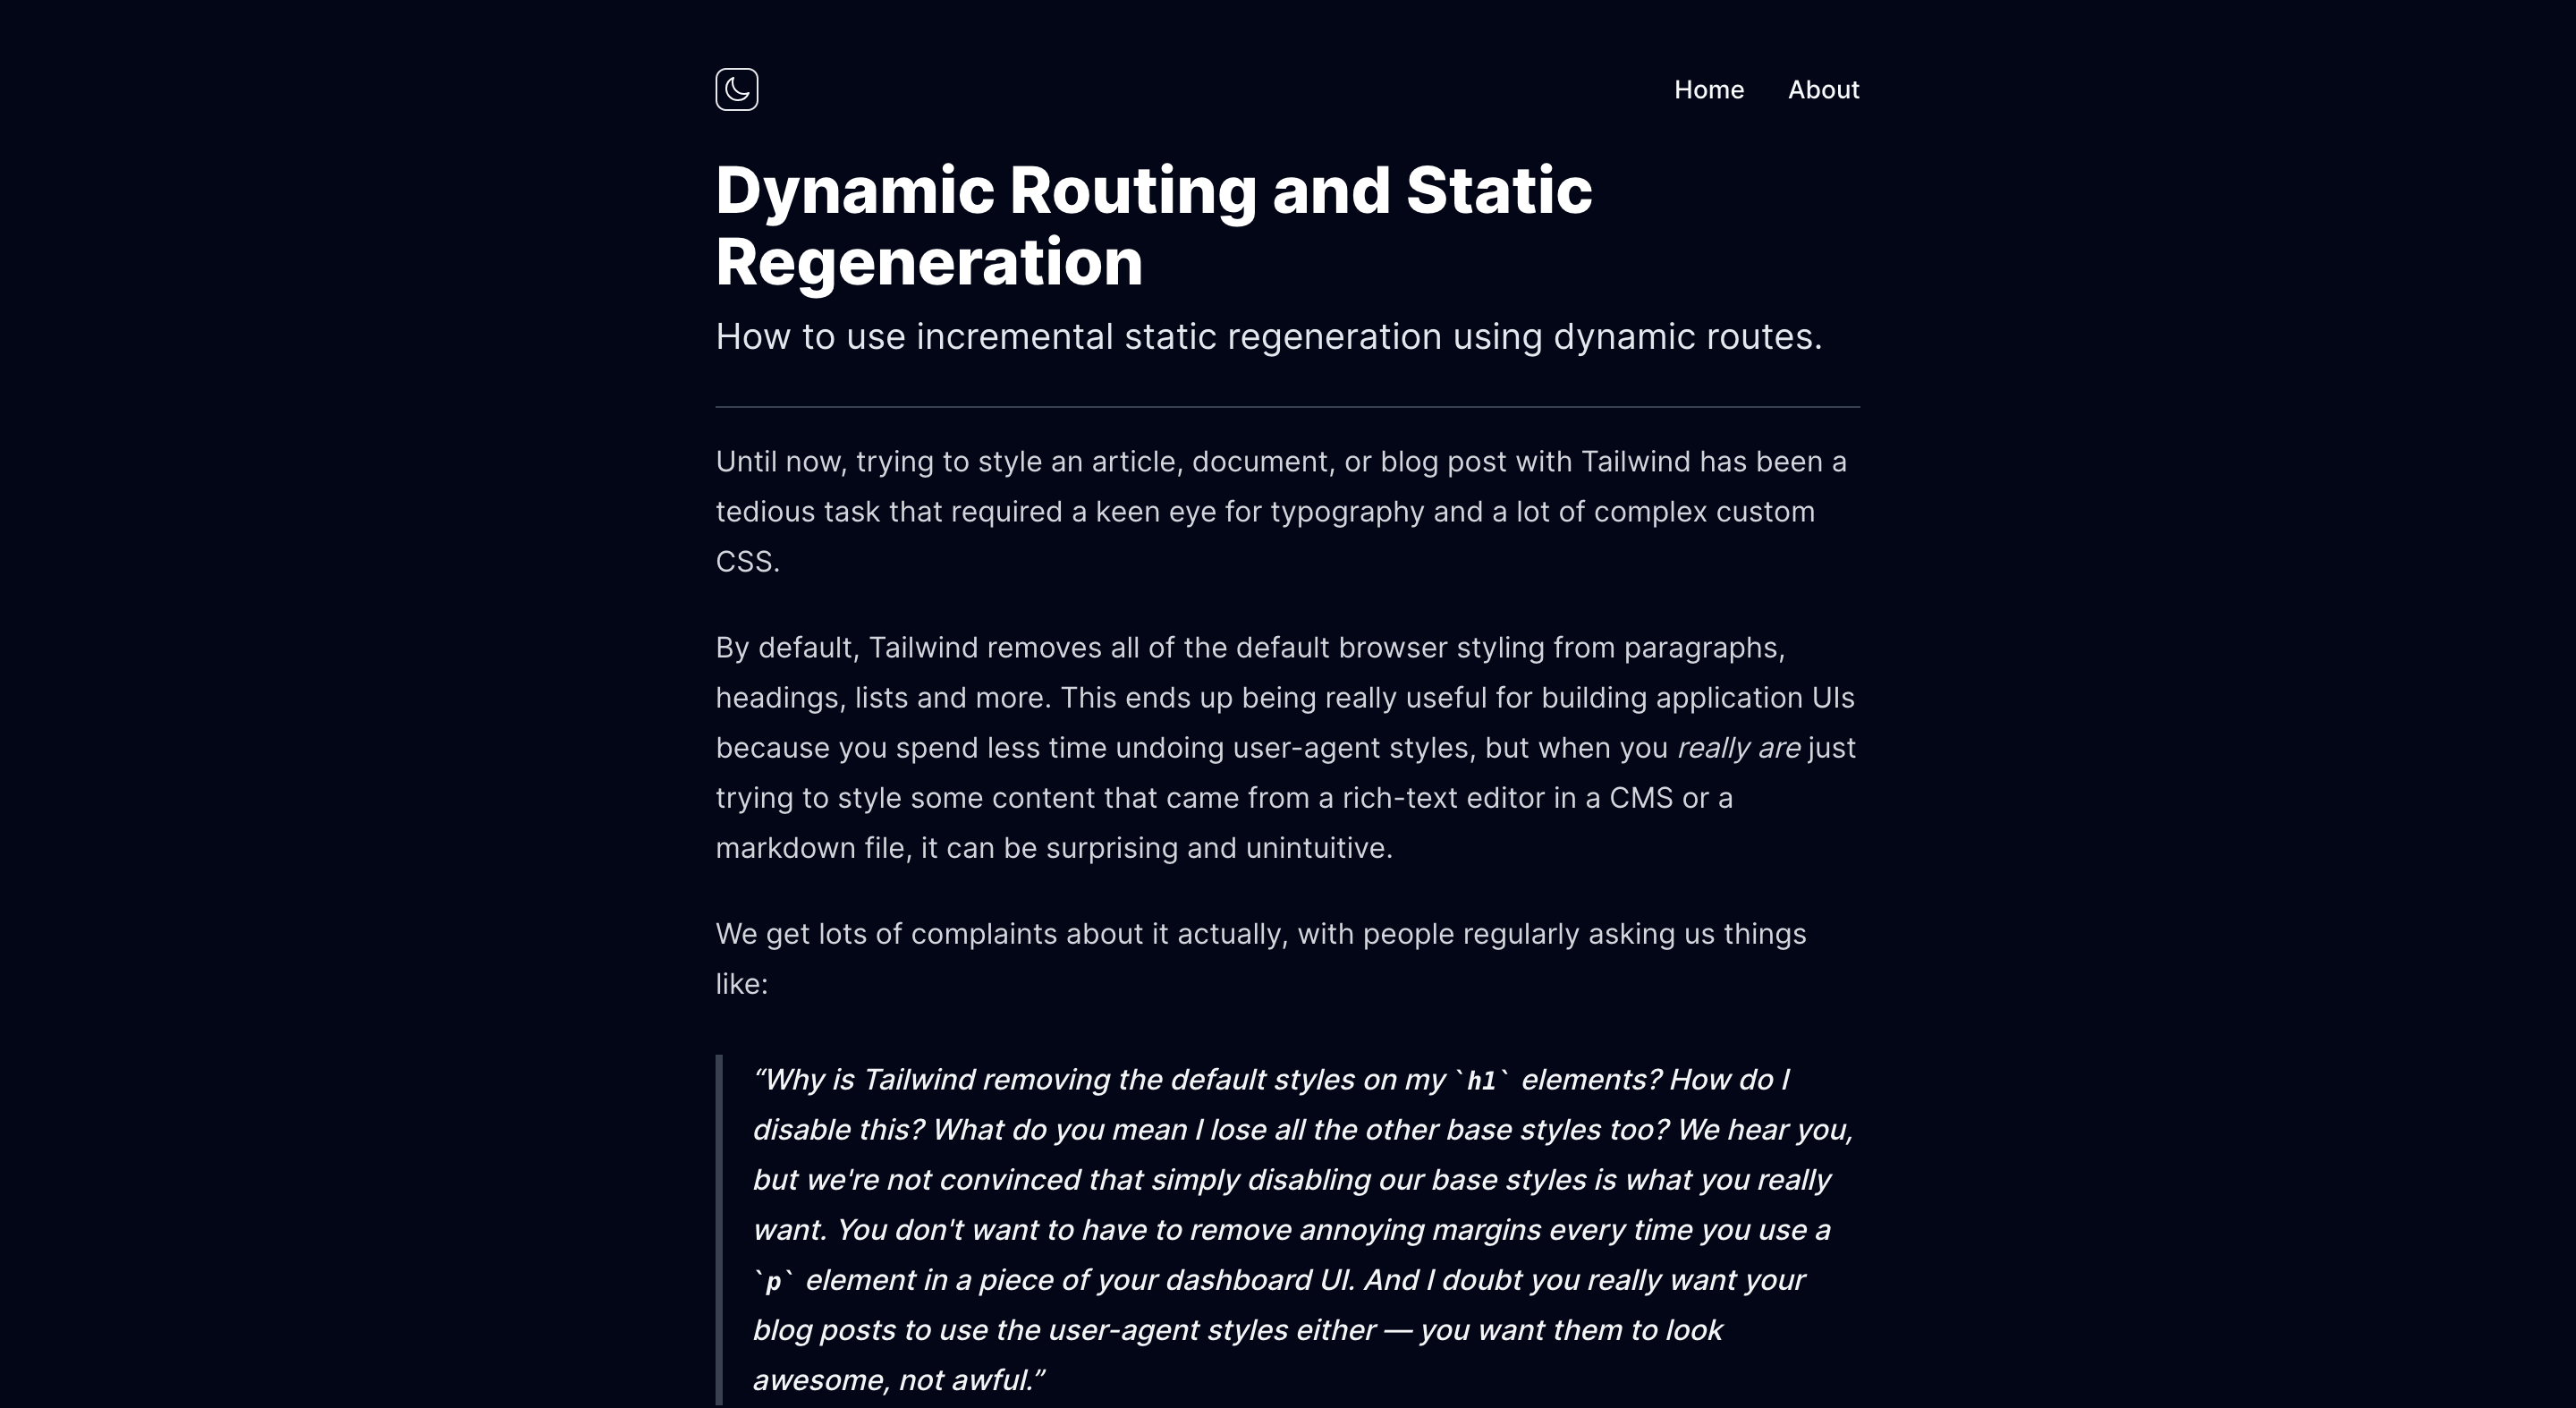 Home About
Dynamic Routing and Static
Regeneration
How to use incremental static regeneration using dynamic routes.
Until now, trying to style an article, document, or blog post with Tailwind has been a
tedious task that required a keen eye for typography and a lot of complex custom
CSS.
By default, Tailwind removes all of the default browser styling from paragraphs,
headings, lists and more. This ends up being really useful for building application UIs
because you spend less time undoing user-agent styles, but when you really are just
trying to style some content that came from a rich-text editor in a CMS or a
markdown file, it can be surprising and unintuitive.
We get lots of complaints about it actually, with people regularly asking us things
like:
“Why is Tailwind removing the default styles on my `h1` elements? How do I
disable this? What do you mean I lose all the other base styles too? We hear you,
but we're not convinced that simply disabling our base styles is what you really
want. You don't want to have to remove annoying margins every time you use a
`p` element in a piece of your dashboard UI. And I doubt you really want your
blog posts to use the user-agent styles either — you want them to look
awesome, not awful.”